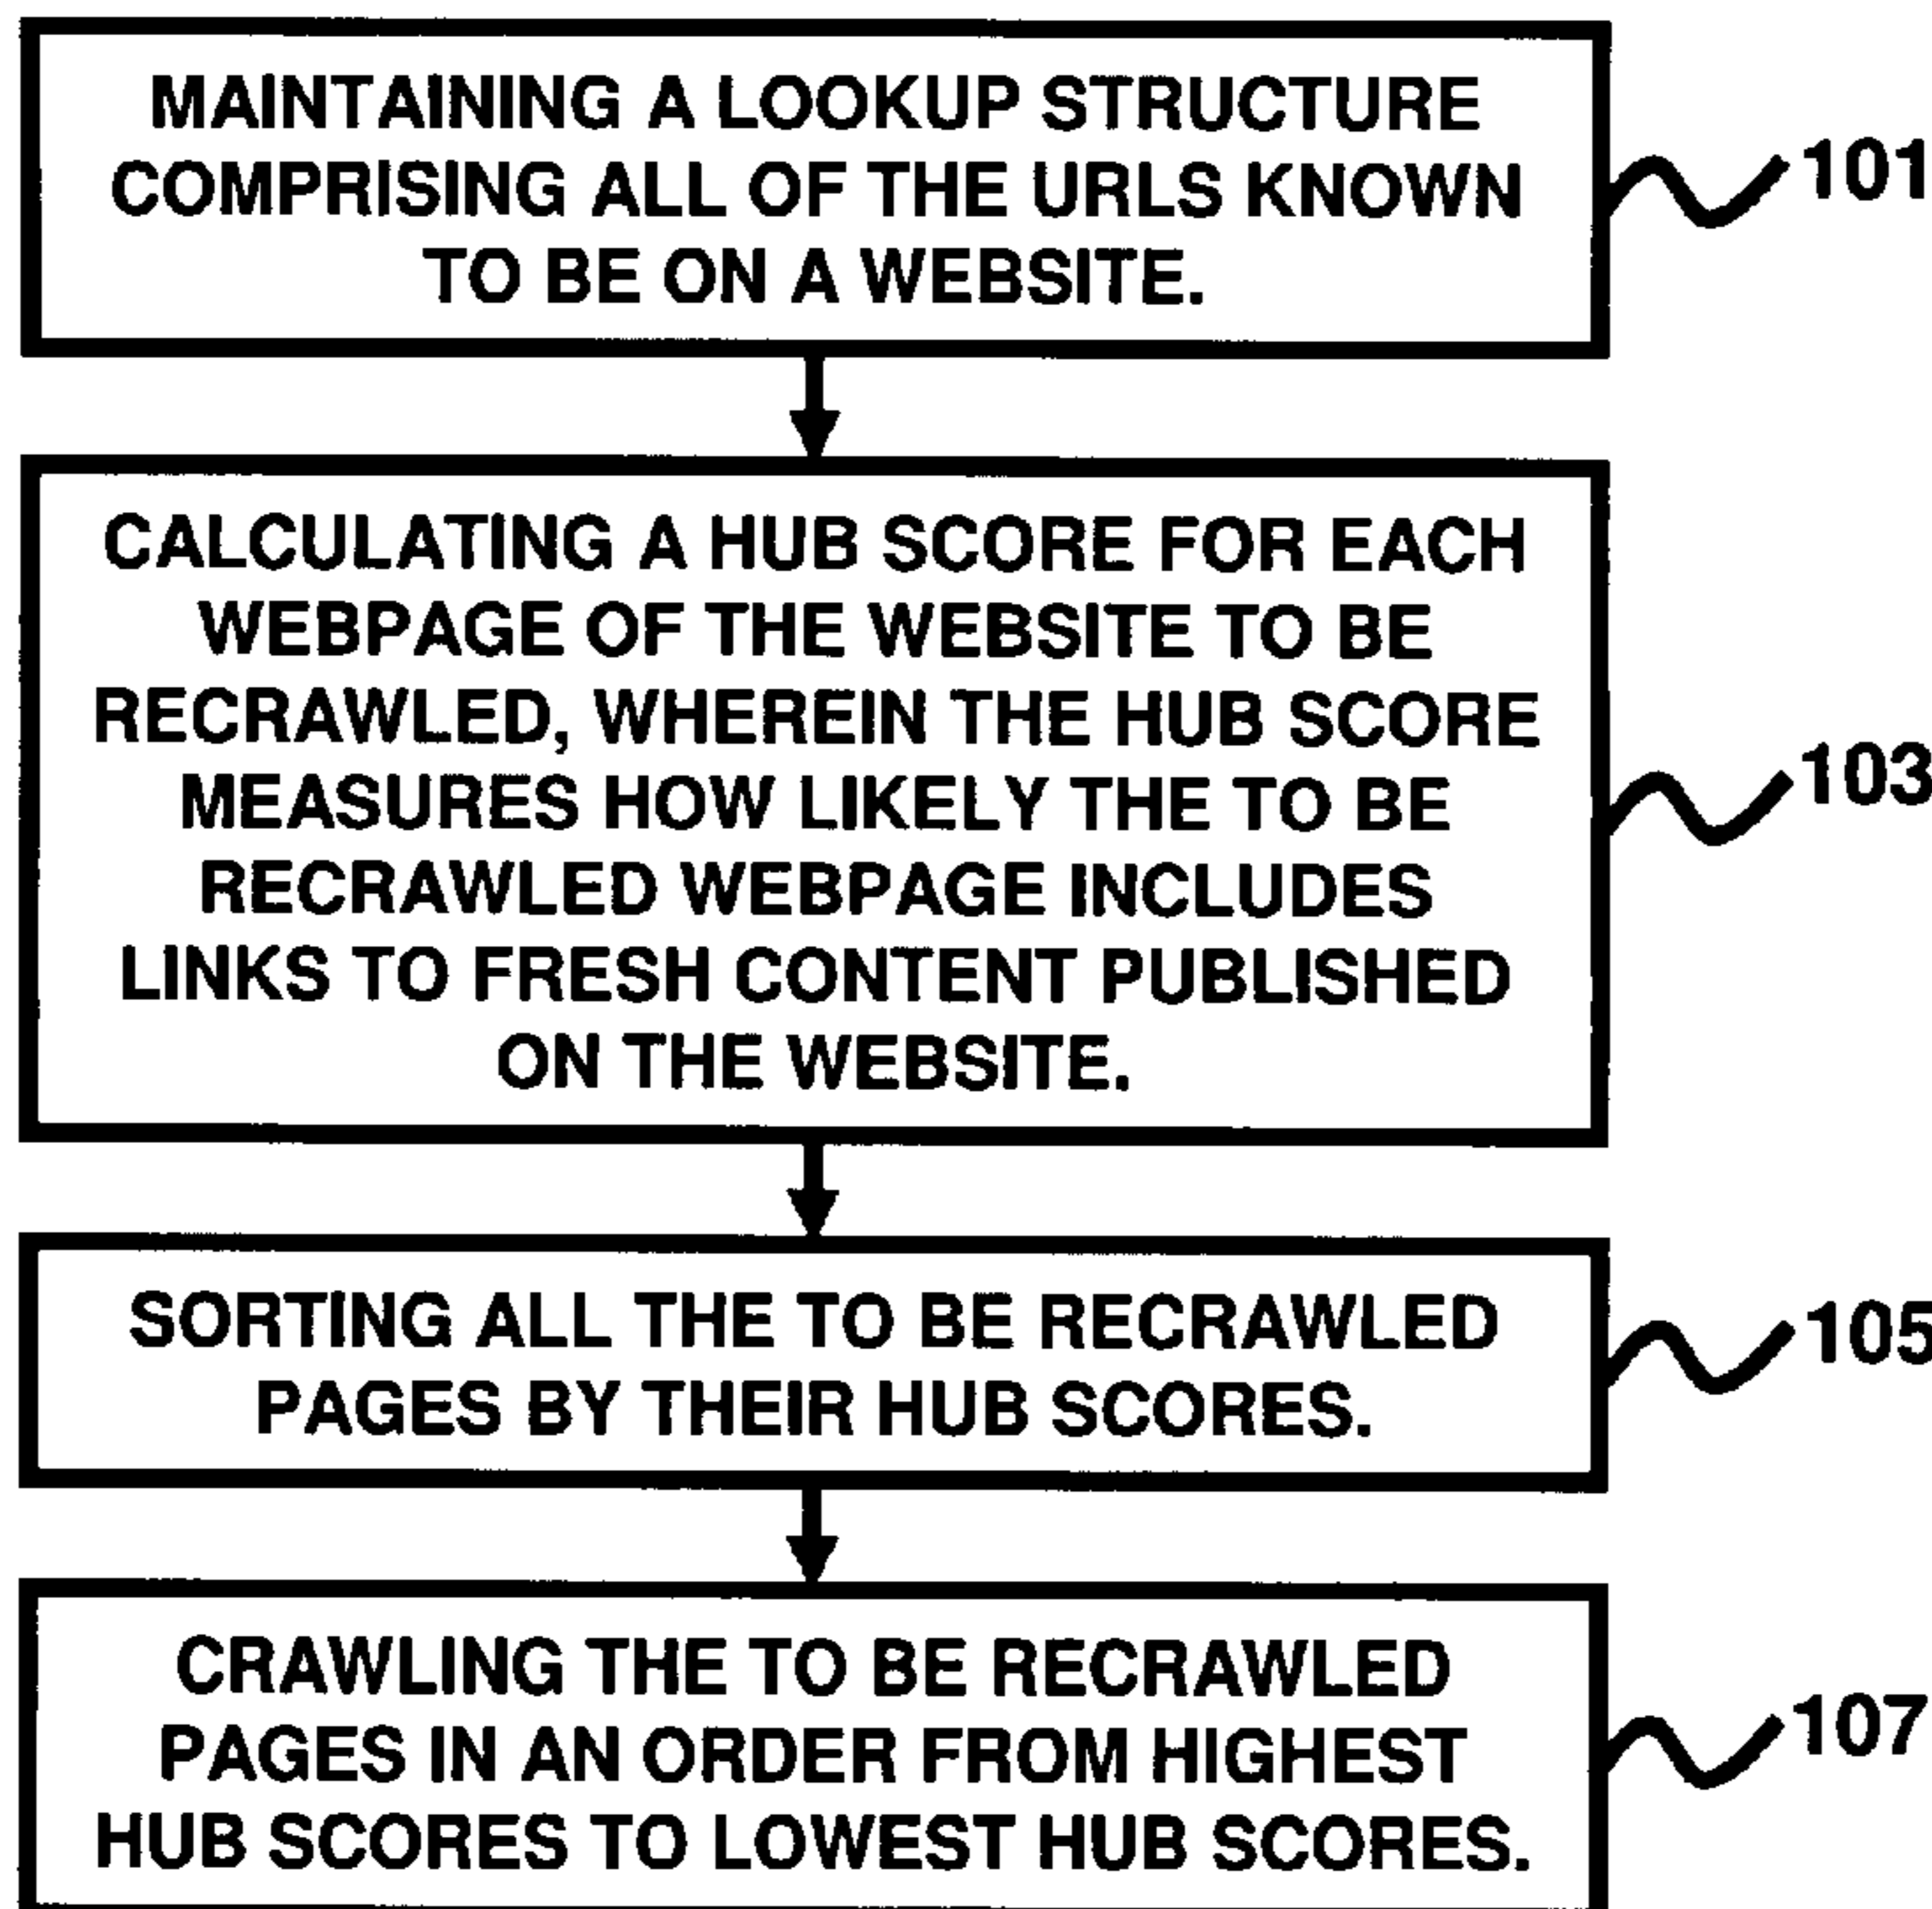 MAINTAINING A LOOKUP STRUCTURE
COMPRISING ALL OF THE URLS KNOWN
TO BE ON A WEBSITE.
101
CALCULATING A HUB SCORE FOR EACH
WEBPAGE OF THE WEBSITE TO BE
RECRAWLED, WHEREIN THE HUB SCORE
MEASURES HOW LIKELY THE TO BE
RECRAWLED WEBPAGE INCLUDES
LINKS TO FRESH CONTENT PUBLISHED
ON THE WEBSITE.
103
SORTING ALL THE TO BE RECRAWLED
PAGES BY THEIR HUB SCORES.
105
CRAWLING THE TO BE RECRAWLED
PAGES IN AN ORDER FROM HIGHEST
HUB SCORES TO LOWEST HUB SCORES.
107